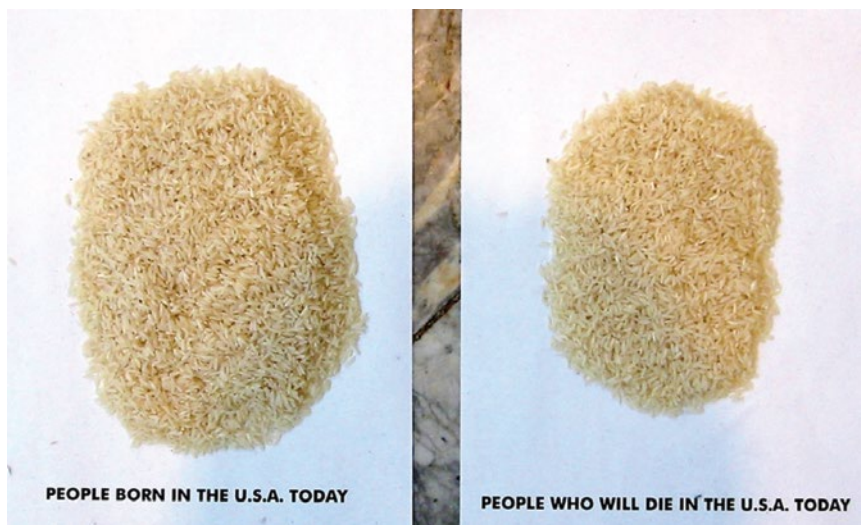 PEOPLE BORN IN THE U.S.A. TODAY
PEOPLE WHO WILL DIE IN THE U.S.A. TODAY